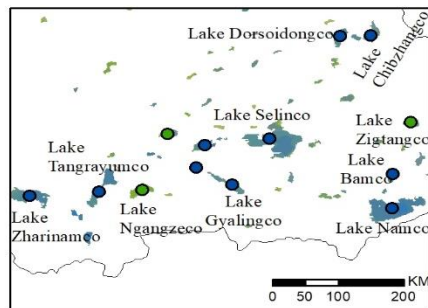 Lake Dorsoidongco
Lake
Chibzhangco
Lake Selinco
Lake
Zigtangco
Lake
Tangrayumco
Lake
Bamco
Lake
Zharinamco
Lake
Ngangzeco
Lake
Gyalingco
Lake Namco
KM
0
100
200